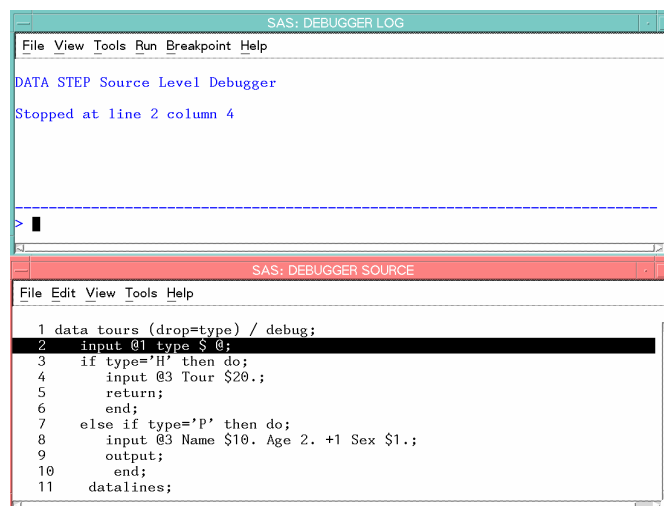 SAS: DEBUGGER LOG
File View Tools Run Breakpoint Help
DATA STEP Source Level Debugger
Stopped at line 2 column 4
>
SAS: DEBUGGER SOURCE
File Edit View Tools Help
1 data tours (drop=type) / debug;
2 input @1 type $ @;
3 if type='H' then do;
4 input @3 Tour $20.;
5 return;
6 end;
7 else if type='P' then do;
8 input @3 Name $10. Age 2. +1 Sex $1.;
9 output;
10 end;
11 datalines;